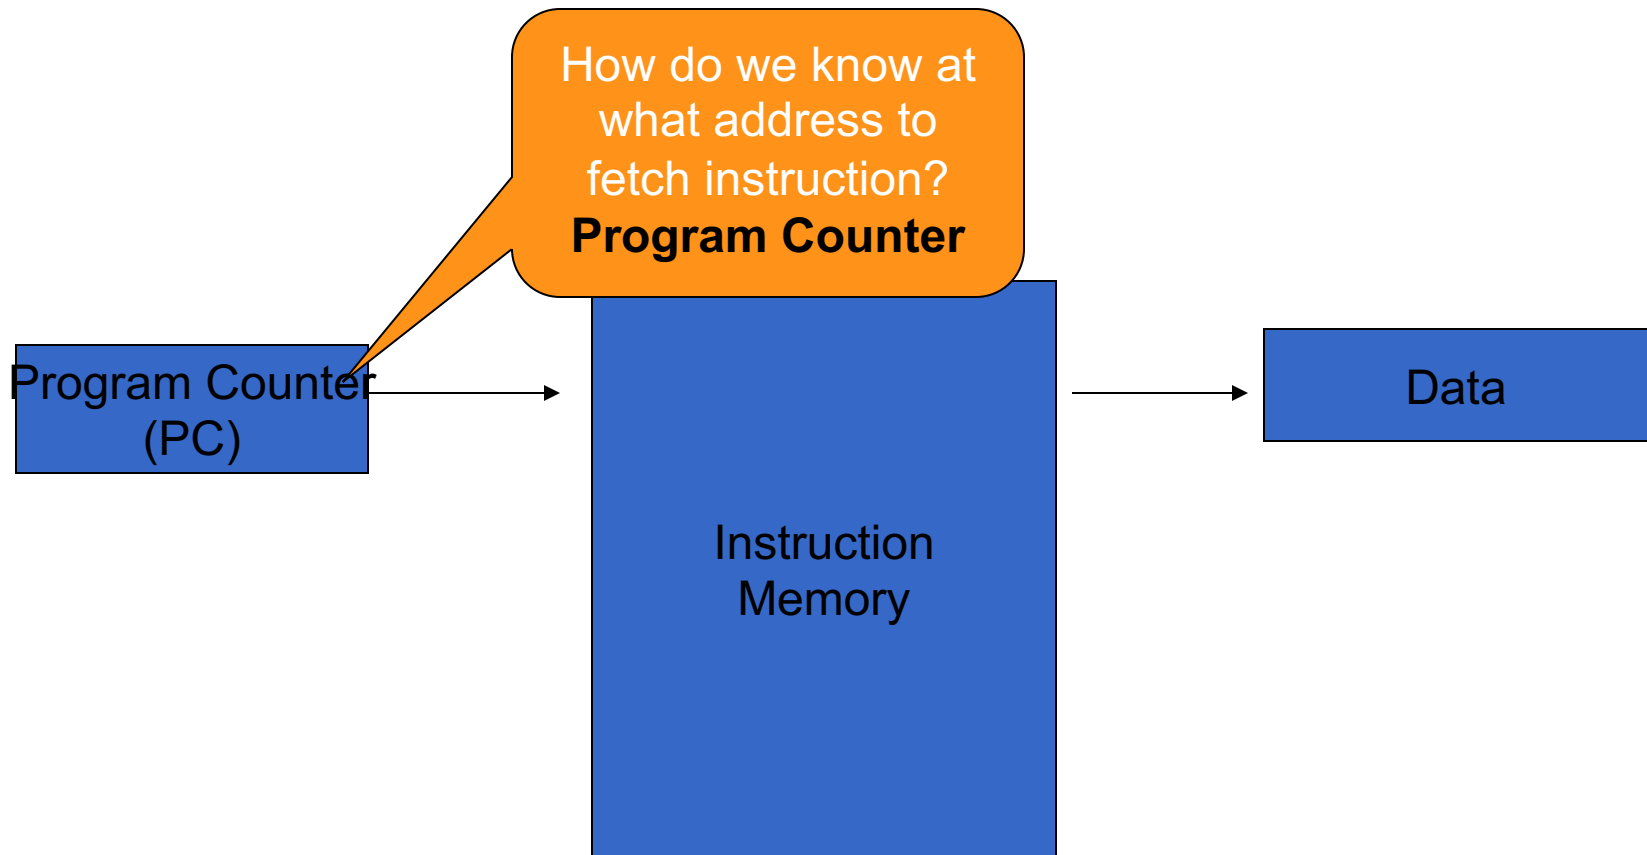 How do we know at
what address to
fetch instruction?
Program Counter
Program Counter
(PC)
Data
Instruction
Memory